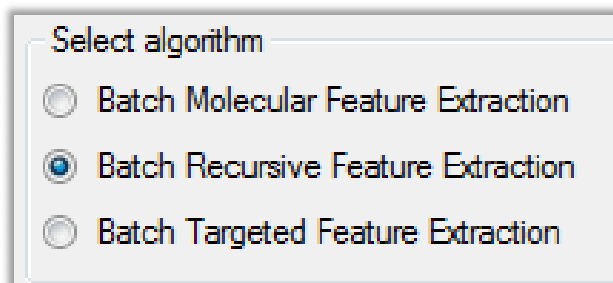 Select algorithm
Batch Molecular Feature Extraction
Batch Recursive Feature Extraction
Batch Targeted Feature Extraction